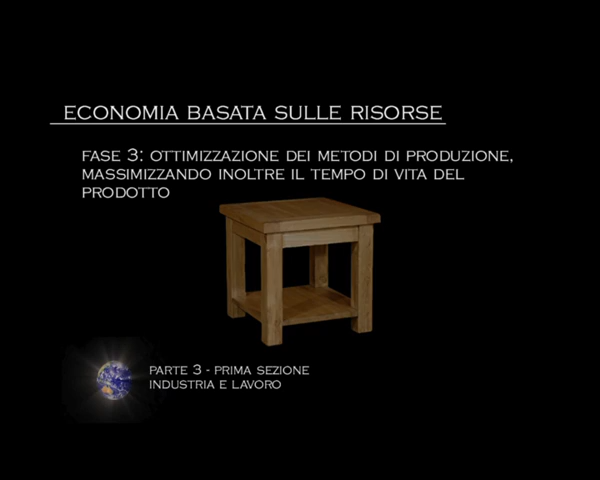 ECONOMIA BASATA SULLE RISORSE
FASE 3: OTTIMIZZAZIONE DEI METODI DI PRODUZIONE,
MASSIMIZZANDO INOLTRE IL TEMPO DI VITA DEL
PRODOTTO
PARTE 3 - PRIMA SEZIONE
INDUSTRIA E LAVORO